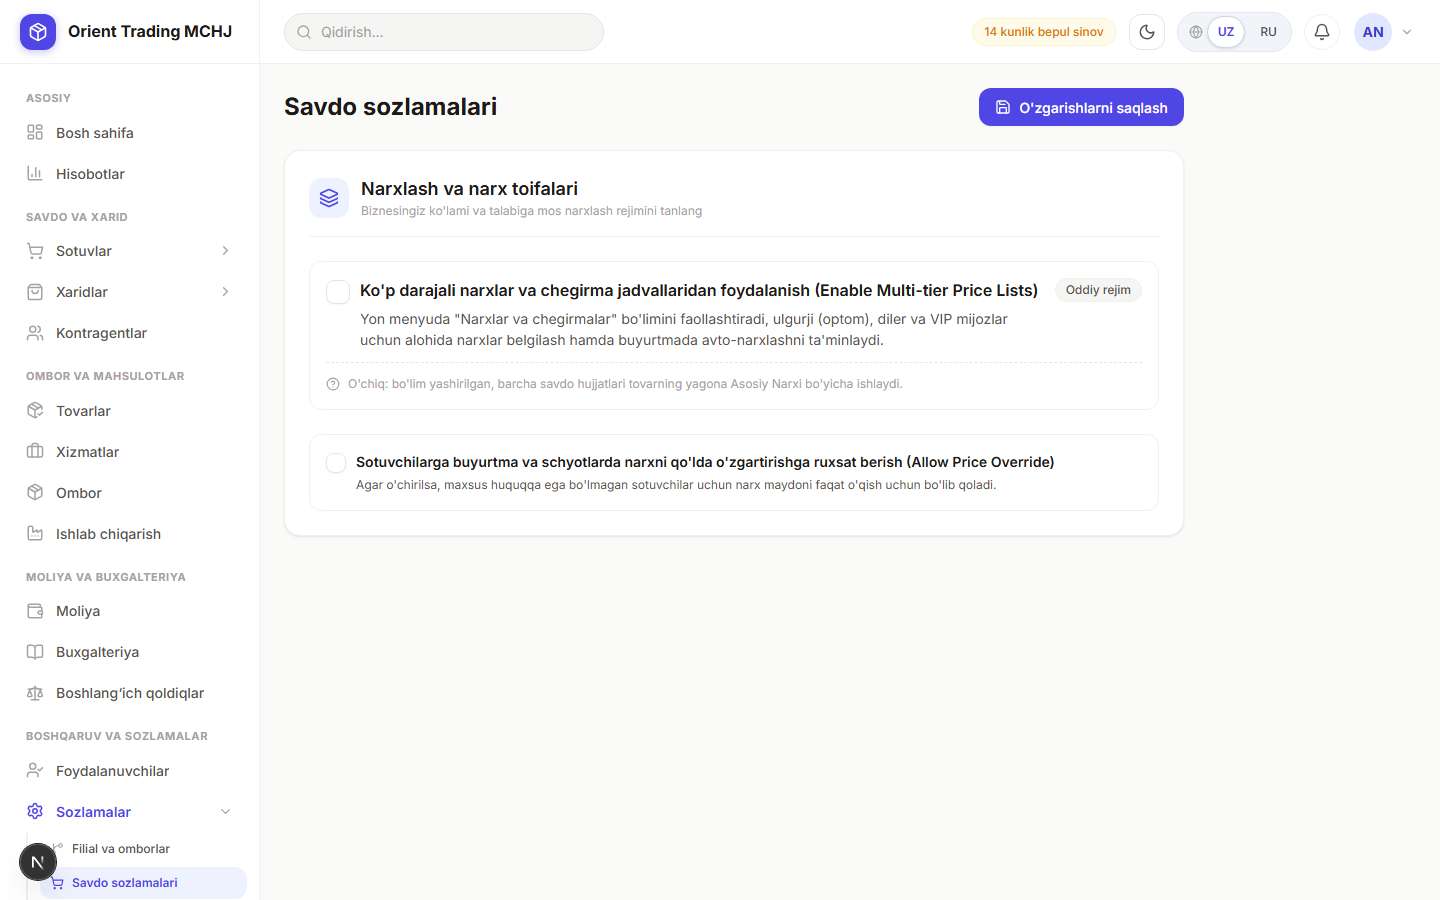 Orient Trading MCHJ
Qidirish...
14 kunlik bepul sinov
UZ
RU
AN
ASOSIY
Bosh sahifa
Hisobotlar
SAVDO VA XARID
Sotuvlar
Xaridlar
Kontragentlar
OMBOR VA MAHSULOTLAR
Tovarlar
Xizmatlar
Ombor
Ishlab chiqarish
MOLIYA VA BUXGALTERIYA
Moliya
Buxgalteriya
Boshlang‘ich qoldiqlar
BOSHQARUV VA SOZLAMALAR
Foydalanuvchilar
Sozlamalar
Filial va omborlar
N
Savdo sozlamalari
Savdo sozlamalari
O'zgarishlarni saqlash
Narxlash va narx toifalari
Biznesingiz ko'lami va talabiga mos narxlash rejimini tanlang
Ko'p darajali narxlar va chegirma jadvallaridan foydalanish (Enable Multi-tier Price Lists)
Oddiy rejim
Yon menyuda "Narxlar va chegirmalar" bo'limini faollashtiradi, ulgurji (optom), diler va VIP mijozlar
uchun alohida narxlar belgilash hamda buyurtmada avto-narxlashni ta'minlaydi.
O'chiq: bo'lim yashirilgan, barcha savdo hujjatlari tovarning yagona Asosiy Narxi bo'yicha ishlaydi.
Sotuvchilarga buyurtma va schyotlarda narxni qo'lda o'zgartirishga ruxsat berish (Allow Price Override)
Agar o'chirilsa, maxsus huquqqa ega bo'lmagan sotuvchilar uchun narx maydoni faqat o'qish uchun bo'lib qoladi.